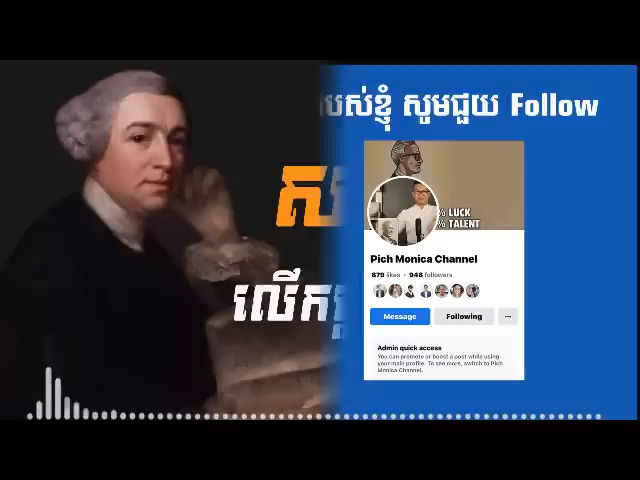 ខ្ញុំ សូមជួយ Follow
% LUCK
% TALENT
Pich Monica Channel
879 likes • 948 followers
Message
Following
Admin quick access
You can promote or boost a post while using
your main profile. To see more, switch to Pich
Monica Channel.